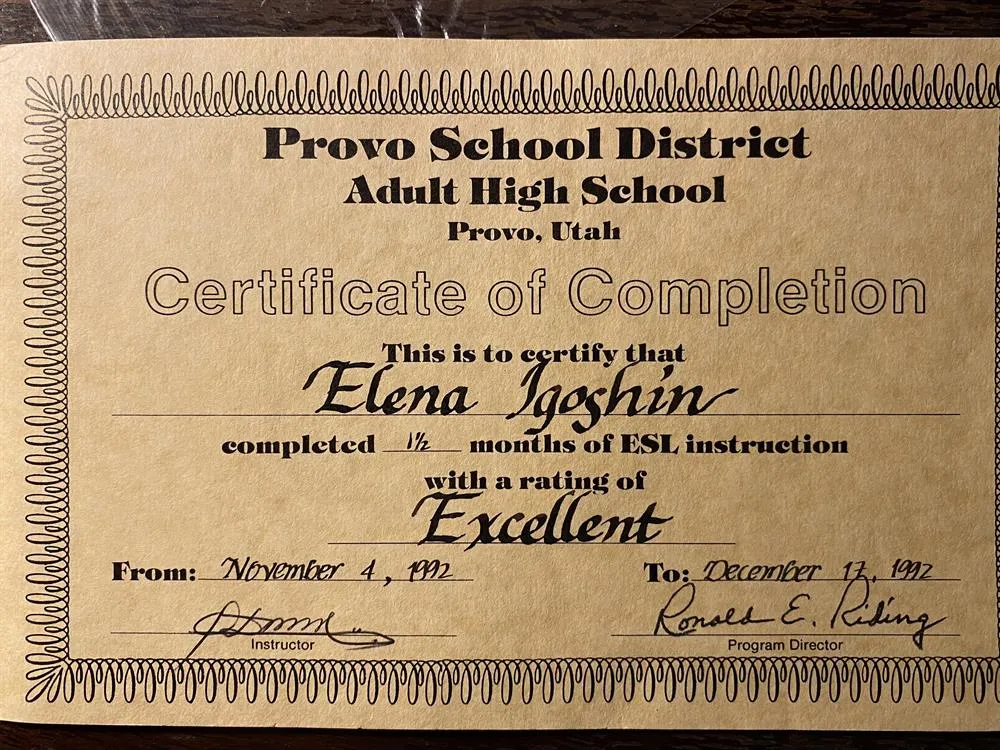 Provo School District
Adult High School
Provo, Utah
Certificate of Completion
This is to certify that
Elena Igoshin
completed 1½ months of ESL instruction
with a rating of
Excellent
From: November 4, 1992 To: December 17, 1992
Ronald E. Riding
Instructor Program Director